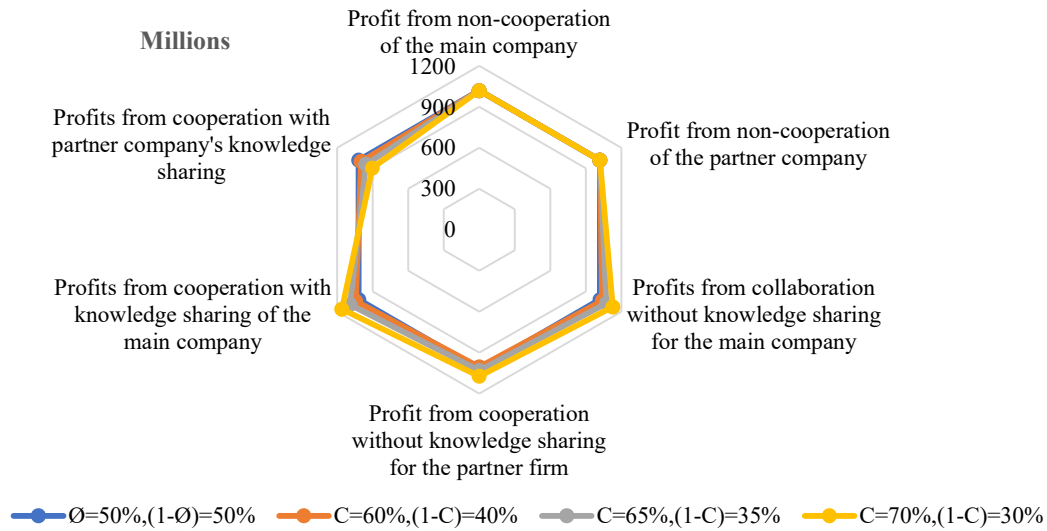 Millions
Profit from non-cooperation
of the main company
1200
900
600
300
0
Profit from non-cooperation
of the partner company
Profits from collaboration
without knowledge sharing
for the main company
Profit from cooperation
without knowledge sharing
for the partner firm
Profits from cooperation with
knowledge sharing of the
main company
Profits from cooperation with
partner company's knowledge
sharing
Ø=50%,(1-Ø)=50%
C=60%,(1-C)=40%
C=65%,(1-C)=35%
C=70%,(1-C)=30%